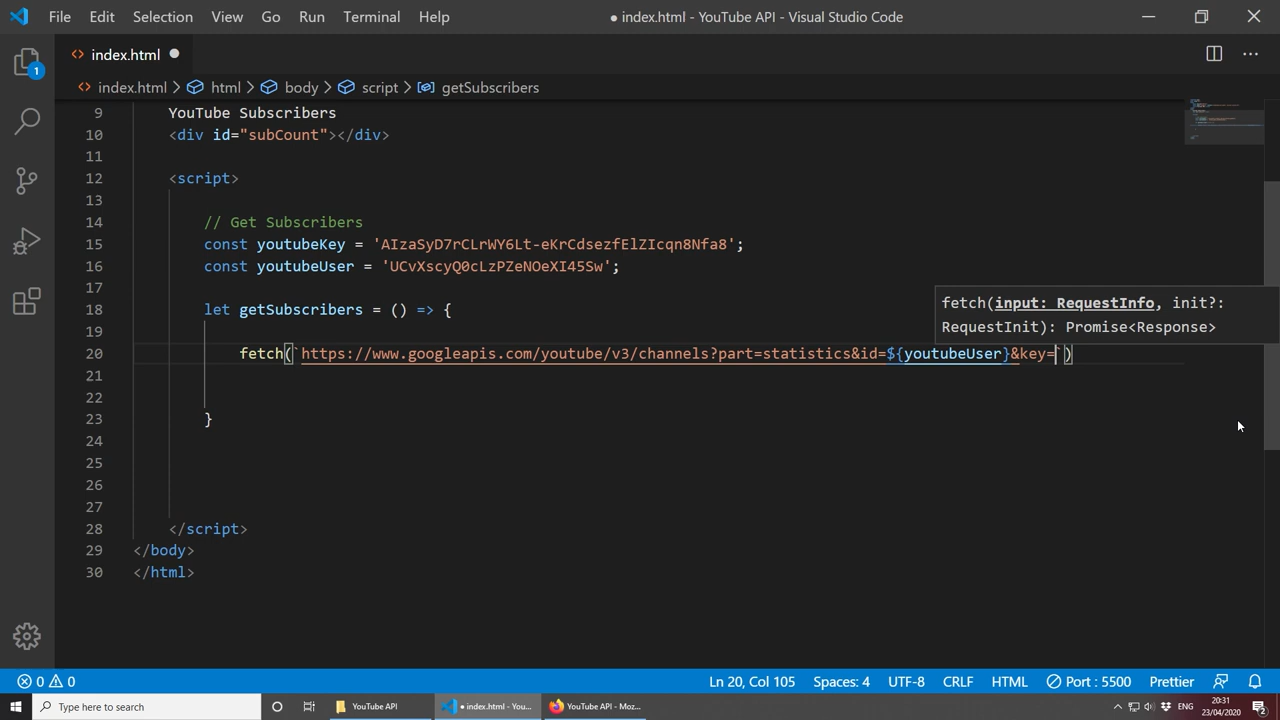 File Edit Selection View Go Run Terminal Help ● index.html - YouTube API - Visual Studio Code
1
<> index.html ●
<> index.html > html > body > script > getSubscribers
9 YouTube Subscribers
10 <div id="subCount"></div>
11
12 <script>
13
14 // Get Subscribers
15 const youtubeKey = 'AIzaSyD7rCLrWY6Lt-eKrCdsezfElZIcqn8Nfa8';
16 const youtubeUser = 'UCvXscyQ0cLzPZeNOeXI45Sw';
17
18 let getSubscribers = () => {
fetch(input: RequestInfo, init?:
RequestInit): Promise<Response>
19
20 fetch(`https://www.googleapis.com/youtube/v3/channels?part=statistics&id=${youtubeUser}&key=`)
21
22
23 }
24
25
26
27
28 </script>
29 </body>
30 </html>
0 0 Ln 20, Col 105 Spaces: 4 UTF-8 CRLF HTML Port : 5500 Prettier
Type here to search YouTube API ● index.html - You... YouTube API - Moz... ENG 20:31 23/04/2020 2